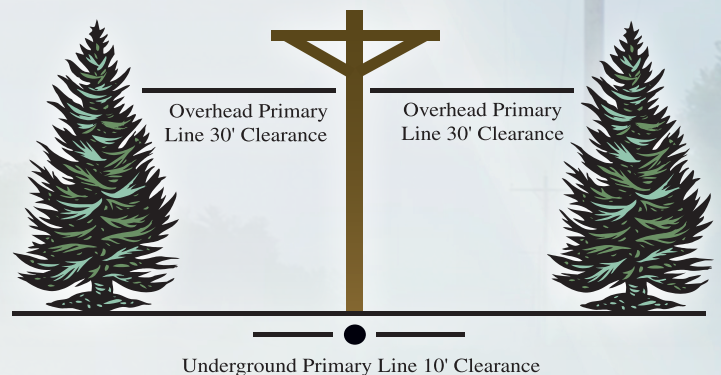 Overhead Primary
Line 30' Clearance
Overhead Primary
Line 30' Clearance
Underground Primary Line 10' Clearance